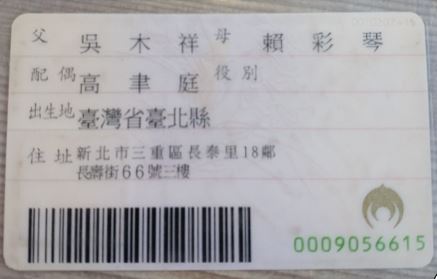 父 吳木祥 母 賴彩琴
配偶 高聿庭 役別
出生地 臺灣省臺北縣
住址 新北市三重區長泰里18鄰
長壽街66號三樓
0009056615